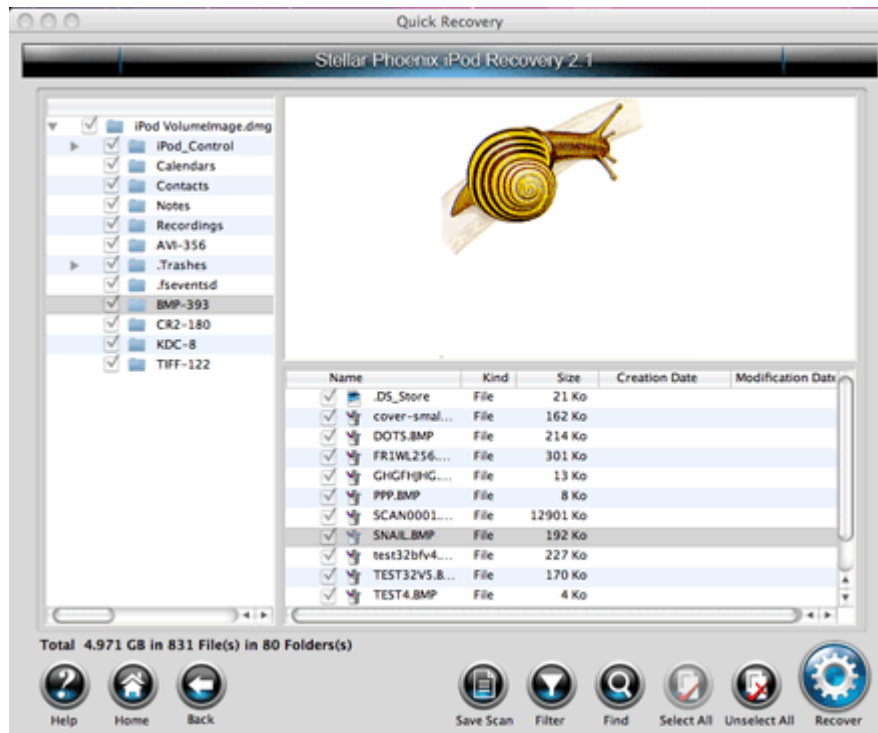 Quick Recovery
Stellar Phoenix iPod Recovery 2.1
iPod VolumeImage.dmg
iPod_Control
Calendars
Contacts
Notes
Recordings
AVI-356
.Trashes
.fseventsd
BMP-393
CR2-180
KDC-8
TIFF-122
Name Kind Size Creation Date Modification Date
.DS_Store File 21 Ko
cover-smal... File 162 Ko
DOTS.BMP File 214 Ko
FR1WL256.... File 301 Ko
GHGFHJHG.... File 13 Ko
PPP.BMP File 8 Ko
SCAN0001.... File 12901 Ko
SNAIL.BMP File 192 Ko
test32bfv4.... File 227 Ko
TEST32V5.B... File 170 Ko
TEST4.BMP File 4 Ko
Total 4.971 GB in 831 File(s) in 80 Folders(s)
Help Home Back Save Scan Filter Find Select All Unselect All Recover